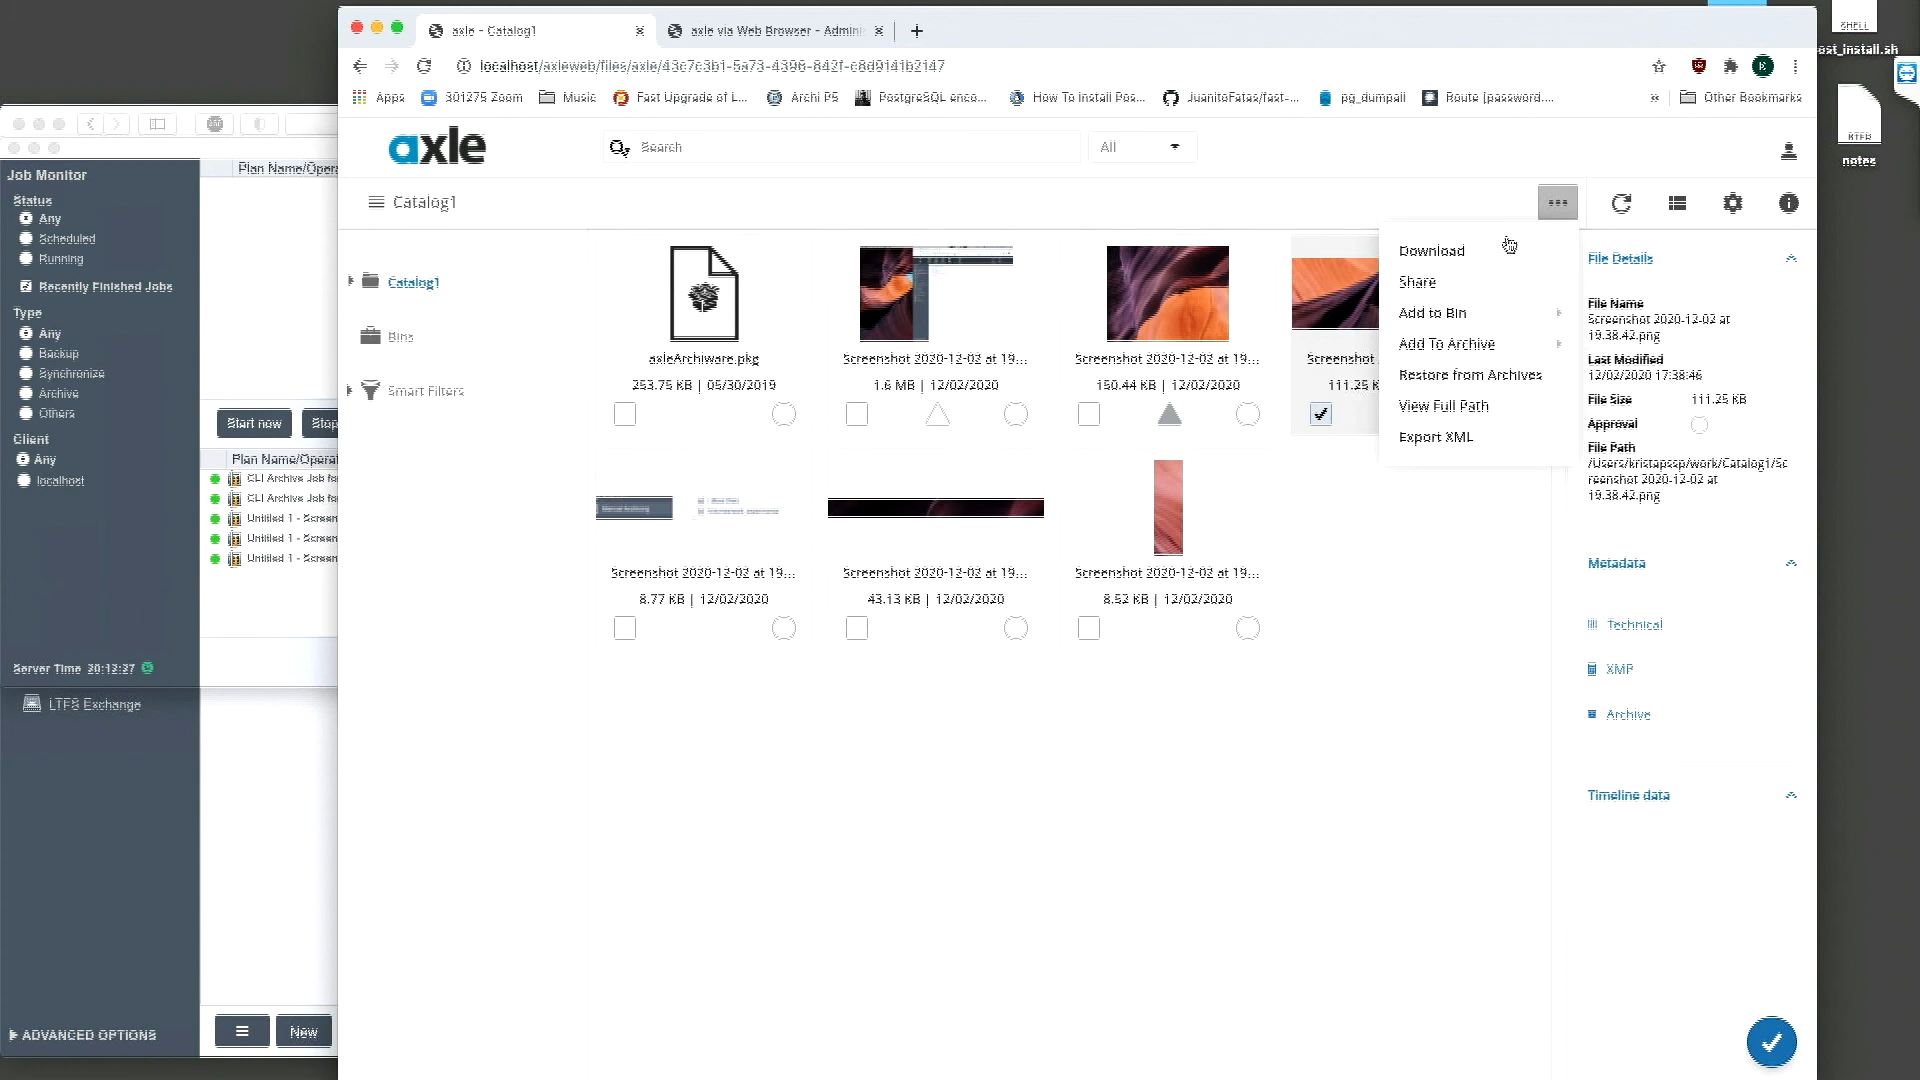 axle - Catalog1
axle via Web Browser - Admini
SHELL
ost_install.sh
localhost/axleweb/files/axle/43c7c3b1-5a73-4396-842f-c8d9141b2147
Apps
301275 Zoom
Music
Fast Upgrade of L...
Archi P5
PostgreSQL enco...
How To Install Pos...
JuanitoFatas/fast-...
pg_dumpall
Route [password....
Other Bookmarks
RTFD
notes
axle
Search
All
Catalog1
Job Monitor
Status
Any
Scheduled
Running
Recently Finished Jobs
Type
Any
Backup
Synchronize
Archive
Others
Client
Any
localhost
Server Time 20:12:27
LTFS Exchange
ADVANCED OPTIONS
Plan Name/Opera
Start now
Stop
Plan Name/Operat
CLI Archive Job fo
CLI Archive Job fo
Untitled 1 - Screen
Untitled 1 - Screen
Untitled 1 - Screen
New
Catalog1
Bins
Smart Filters
axleArchiware.pkg
253.75 KB | 05/30/2019
Screenshot 2020-12-02 at 19...
1.6 MB | 12/02/2020
Screenshot 2020-12-02 at 19...
150.44 KB | 12/02/2020
Screenshot
111.25 K
Screenshot 2020-12-02 at 19...
8.77 KB | 12/02/2020
Screenshot 2020-12-02 at 19...
43.13 KB | 12/02/2020
Screenshot 2020-12-02 at 19...
8.52 KB | 12/02/2020
Download
Share
Add to Bin
Add To Archive
Restore from Archives
View Full Path
Export XML
File Details
File Name
Screenshot 2020-12-02 at
19.38.42.png
Last Modified
12/02/2020 17:38:46
File Size 111.25 KB
Approval
File Path
/Users/kristapssp/work/Catalog1/Sc
reenshot 2020-12-02 at
19.38.42.png
Metadata
Technical
XMP
Archive
Timeline data